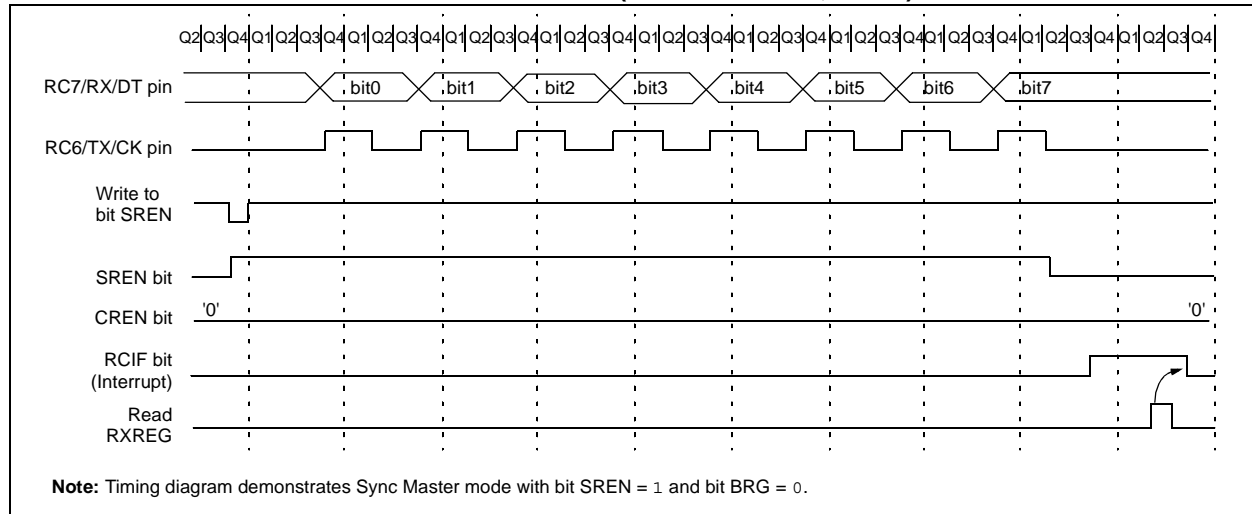 Q2 Q3 Q4 Q1 Q2 Q3 Q4 Q1 Q2 Q3 Q4 Q1 Q2 Q3 Q4 Q1 Q2 Q3 Q4 Q1 Q2 Q3 Q4 Q1 Q2 Q3 Q4 Q1 Q2 Q3 Q4 Q1 Q2 Q3 Q4 Q1 Q2 Q3 Q4 Q1 Q2 Q3 Q4
RC7/RX/DT pin bit0 bit1 bit2 bit3 bit4 bit5 bit6 bit7
RC6/TX/CK pin
Write to
bit SREN
SREN bit
CREN bit '0' '0'
RCIF bit
(Interrupt)
Read
RXREG
Note: Timing diagram demonstrates Sync Master mode with bit SREN = 1 and bit BRG = 0.